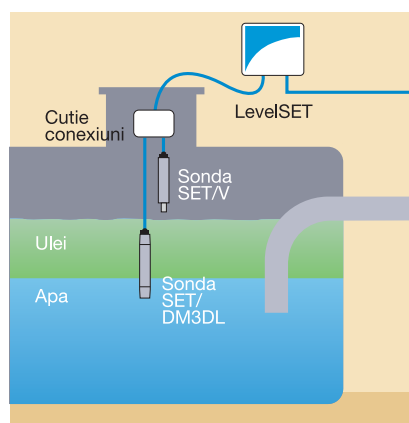 LevelSET
Cutie
conexiuni
Sonda
SET/V
Ulei
Apa
Sonda
SET/
DM3DL